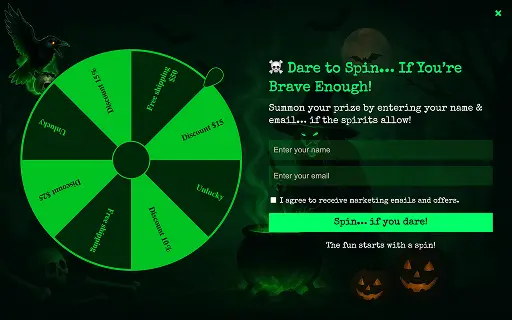 Free shipping
$50
Discount $15
Unlucky
Discount 10 %
Free shipping
Discount $25
Unlucky
Discount 15 %
×
☠️ Dare to Spin... If You're
Brave Enough!
Summon your prize by entering your name &
email... if the spirits allow!
Enter your name
Enter your email
I agree to receive marketing emails and offers.
Spin... if you dare!
The fun starts with a spin!